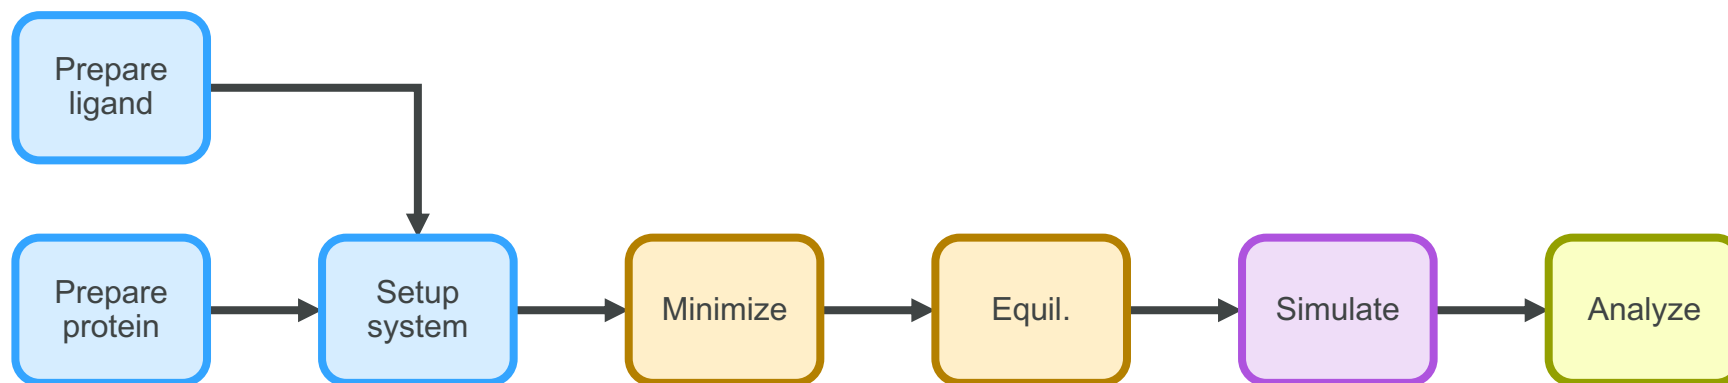 Prepare
ligand
Prepare
protein
Setup
system
Minimize
Equil.
Simulate
Analyze